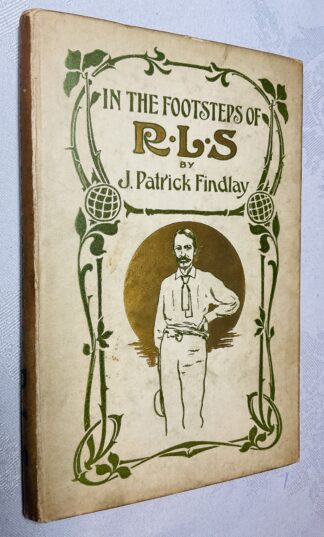 IN THE FOOTSTEPS OF
R·L·S
BY
J. PATRICK FINDLAY